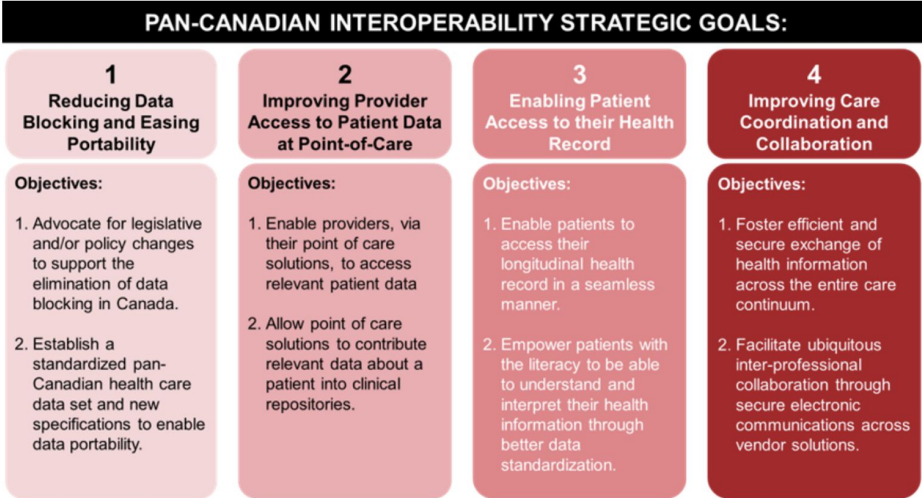 PAN-CANADIAN INTEROPERABILITY STRATEGIC GOALS:
1
Reducing Data
Blocking and Easing
Portability
Objectives:
1. Advocate for legislative
and/or policy changes
to support the
elimination of data
blocking in Canada.
2. Establish a
standardized pan-
Canadian health care
data set and new
specifications to enable
data portability.
2
Improving Provider
Access to Patient Data
at Point-of-Care
Objectives:
1. Enable providers, via
their point of care
solutions, to access
relevant patient data
2. Allow point of care
solutions to contribute
relevant data about a
patient into clinical
repositories.
3
Enabling Patient
Access to their Health
Record
Objectives:
1. Enable patients to
access their
longitudinal health
record in a seamless
manner.
2. Empower patients with
the literacy to be able
to understand and
interpret their health
information through
better data
standardization.
4
Improving Care
Coordination and
Collaboration
Objectives:
1. Foster efficient and
secure exchange of
health information
across the entire care
continuum.
2. Facilitate ubiquitous
inter-professional
collaboration through
secure electronic
communications across
vendor solutions.